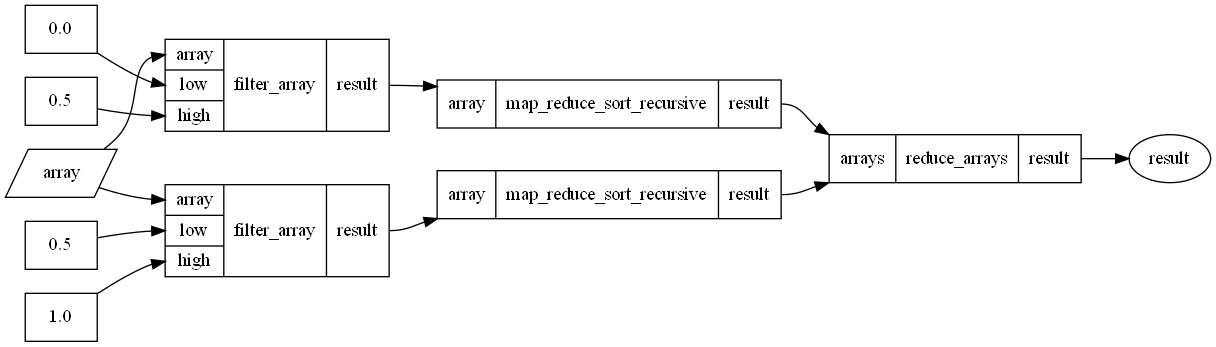 0.0
0.5
array
0.5
1.0
array
low
high
filter_array
result
array
low
high
filter_array
result
array
map_reduce_sort_recursive
result
array
map_reduce_sort_recursive
result
arrays
reduce_arrays
result
result